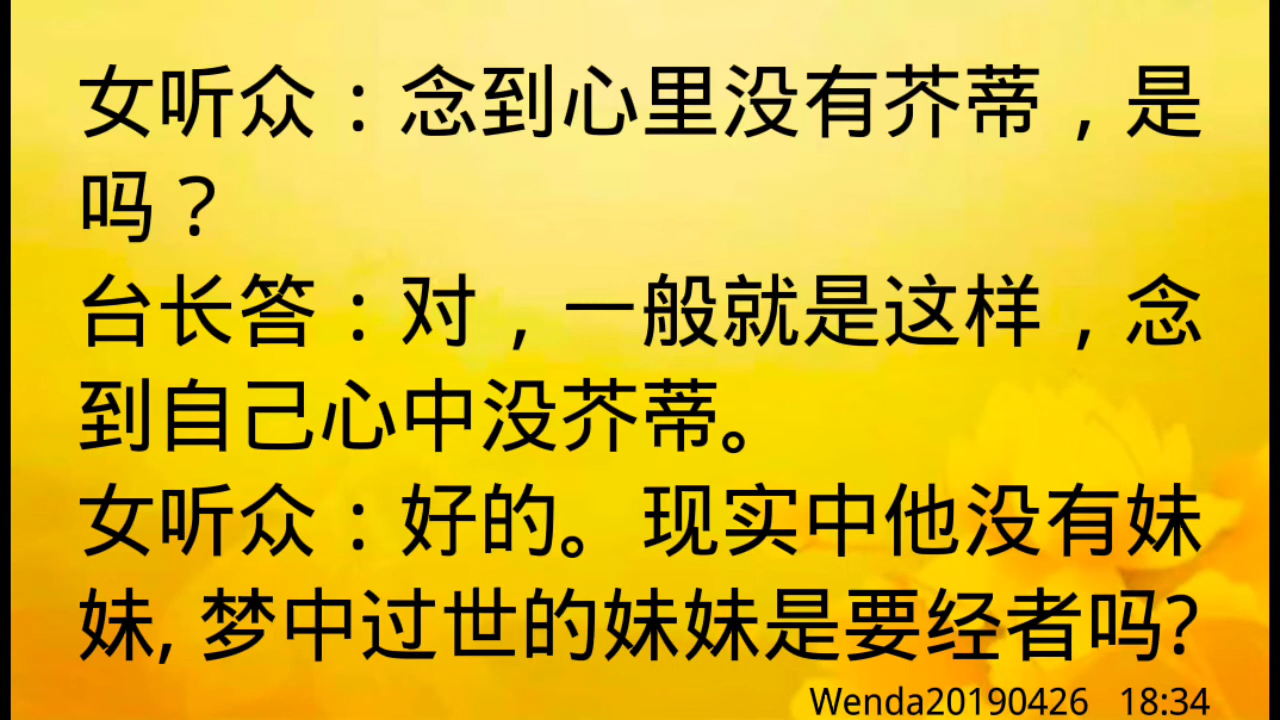 女听众：念到心里没有芥蒂，是
吗？
台长答：对，一般就是这样，念
到自己心中没芥蒂。
女听众：好的。现实中他没有妹
妹, 梦中过世的妹妹是要经者吗?
Wenda20190426 18:34